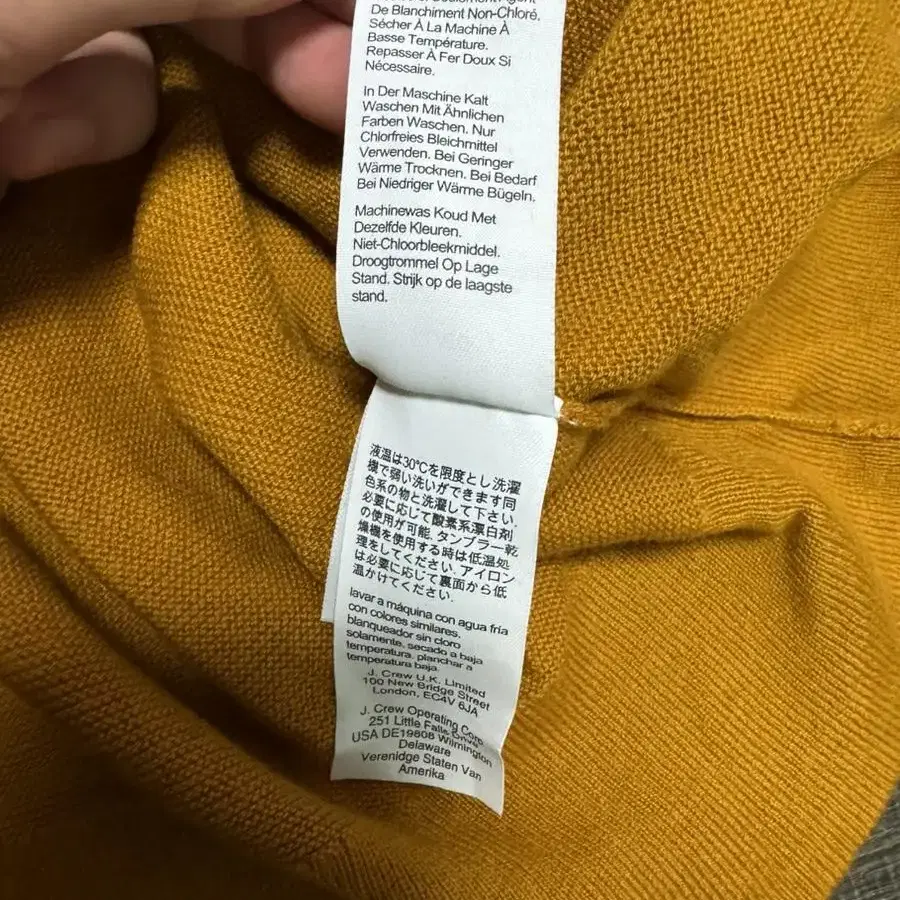 De Blanchiment Non-Chloré.
Sécher À La Machine À
Basse Température.
Repasser À Fer Doux Si
Nécessaire.
In Der Maschine Kalt
Waschen Mit Ähnlichen
Farben Waschen. Nur
Chlorfreies Bleichmittel
Verwenden. Bei Geringer
Wärme Trocknen. Bei Bedarf
Bei Niedriger Wärme Bügeln.
Machinewas Koud Met
Dezelfde Kleuren.
Niet-Chloorbleekmiddel.
Droogtrommel Op Lage
Stand. Strijk op de laagste
stand.
液温は30℃を限度とし洗濯
機で弱い洗いができます同
色系の物と洗濯して下さい.
必要に応じて酸素系漂白剤
の使用が可能. タンブラー乾
燥機を使用する時は低温処
理をしてください. アイロン
は必要に応じて裏面から低
温かけてください.
lavar a máquina con agua fría
con colores similares.
blanqueador sin cloro
solamente. secado a baja
temperatura. planchar a
temperatura baja.
J. Crew U.K. Limited
100 New Bridge Street
London, EC4V 6JA
J. Crew Operating Corp
251 Little Falls Drive
USA DE19808 Wilmington
Delaware
Verenidge Staten Van
Amerika